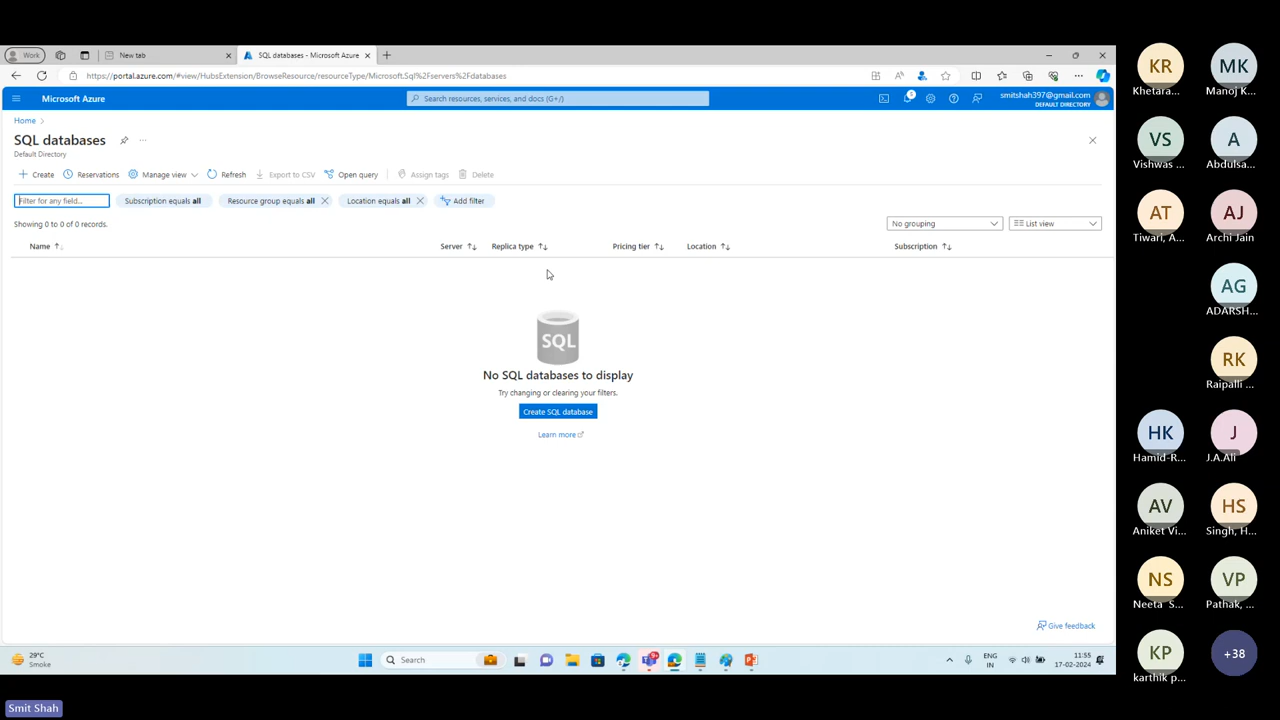 Work
New tab
SQL databases - Microsoft Azure
https://portal.azure.com/#view/HubsExtension/BrowseResource/resourceType/Microsoft.Sql%2Fservers%2Fdatabases
Microsoft Azure
Search resources, services, and docs (G+/)
smitshah397@gmail.com
DEFAULT DIRECTORY
Home
SQL databases
Default Directory
Create
Reservations
Manage view
Refresh
Export to CSV
Open query
Assign tags
Delete
Filter for any field...
Subscription equals all
Resource group equals all
Location equals all
Add filter
Showing 0 to 0 of 0 records.
No grouping
List view
Name
Server
Replica type
Pricing tier
Location
Subscription
SQL
No SQL databases to display
Try changing or clearing your filters.
Create SQL database
Learn more
Give feedback
29°C
Smoke
Search
ENG
IN
11:55
17-02-2024
Smit Shah
KR
Khetara...
MK
Manoj K...
VS
Vishwas ...
A
Abdulsa...
AT
Tiwari, A...
AJ
Archi Jain
AG
ADARSH...
RK
Raipalli ...
HK
Hamid-R...
J
J.A.Ali
AV
Aniket Vi...
HS
Singh, H...
NS
Neeta S...
VP
Pathak, ...
KP
karthik p...
+38